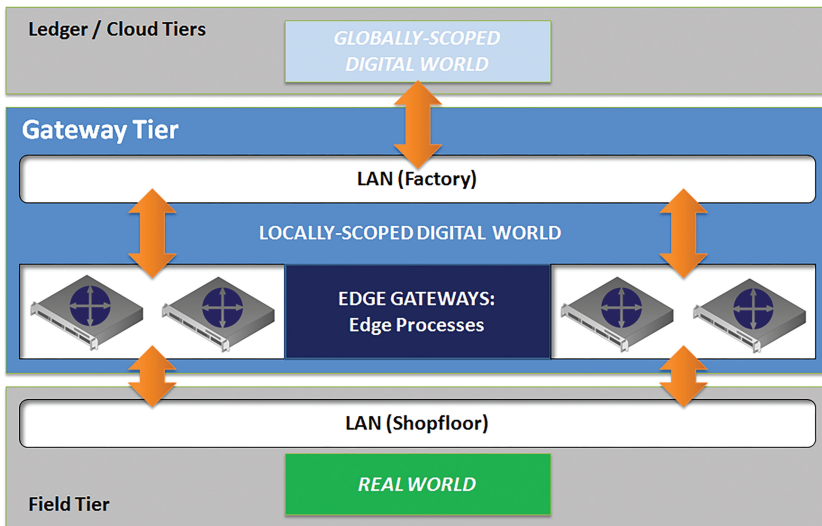 Ledger / Cloud Tiers
GLOBALLY-SCOPED
DIGITAL WORLD
Gateway Tier
LAN (Factory)
LOCALLY-SCOPED DIGITAL WORLD
EDGE GATEWAYS:
Edge Processes
LAN (Shopfloor)
REAL WORLD
Field Tier